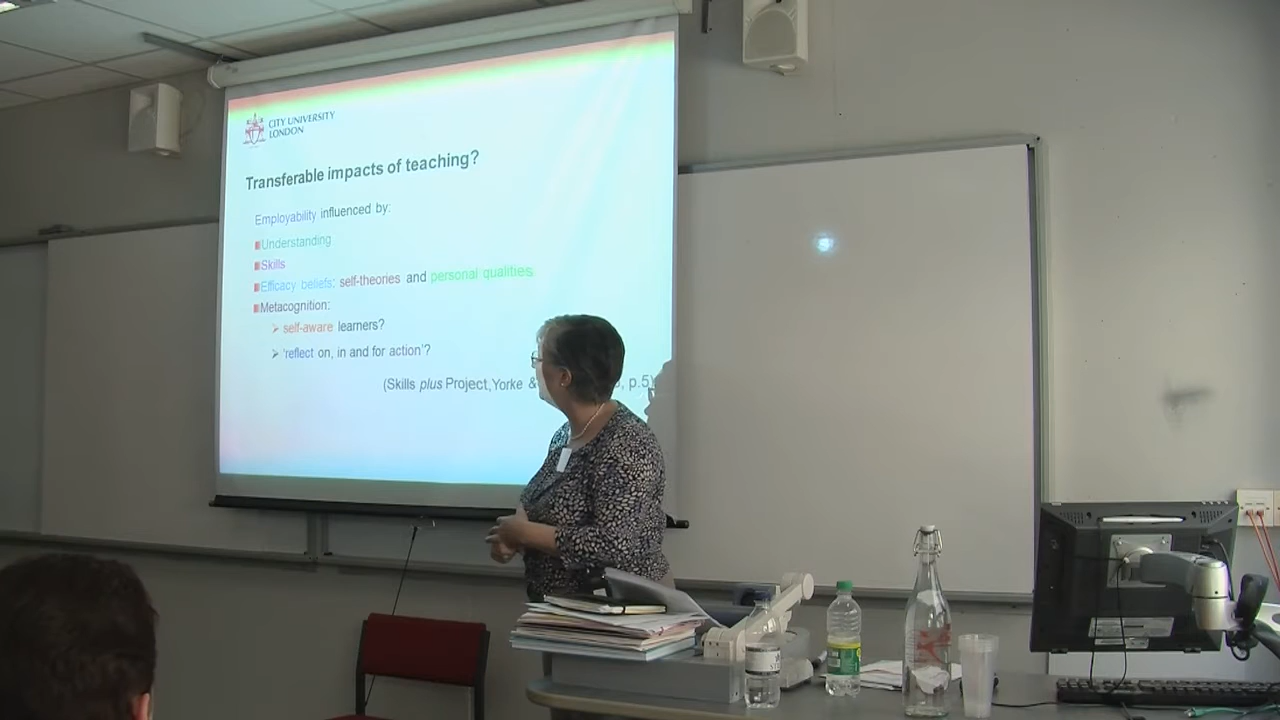 CITY UNIVERSITY
LONDON
Transferable impacts of teaching?
Employability influenced by:
Understanding
Skills
Efficacy beliefs: self-theories and personal qualities
Metacognition:
self-aware learners?
'reflect on, in and for action'?
(Skills plus Project,Yorke & , p.5)